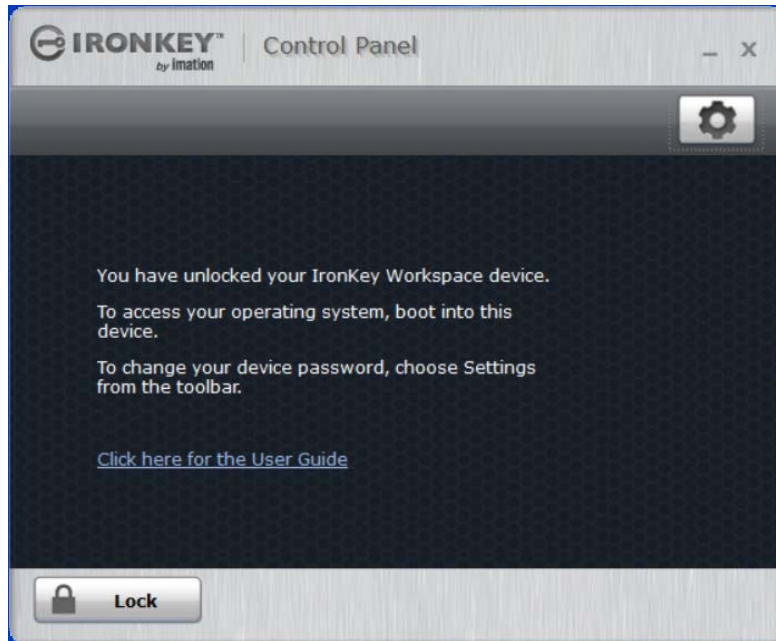 IRONKEY™ Control Panel
by imation
You have unlocked your IronKey Workspace device.
To access your operating system, boot into this
device.
To change your device password, choose Settings
from the toolbar.
Click here for the User Guide
Lock